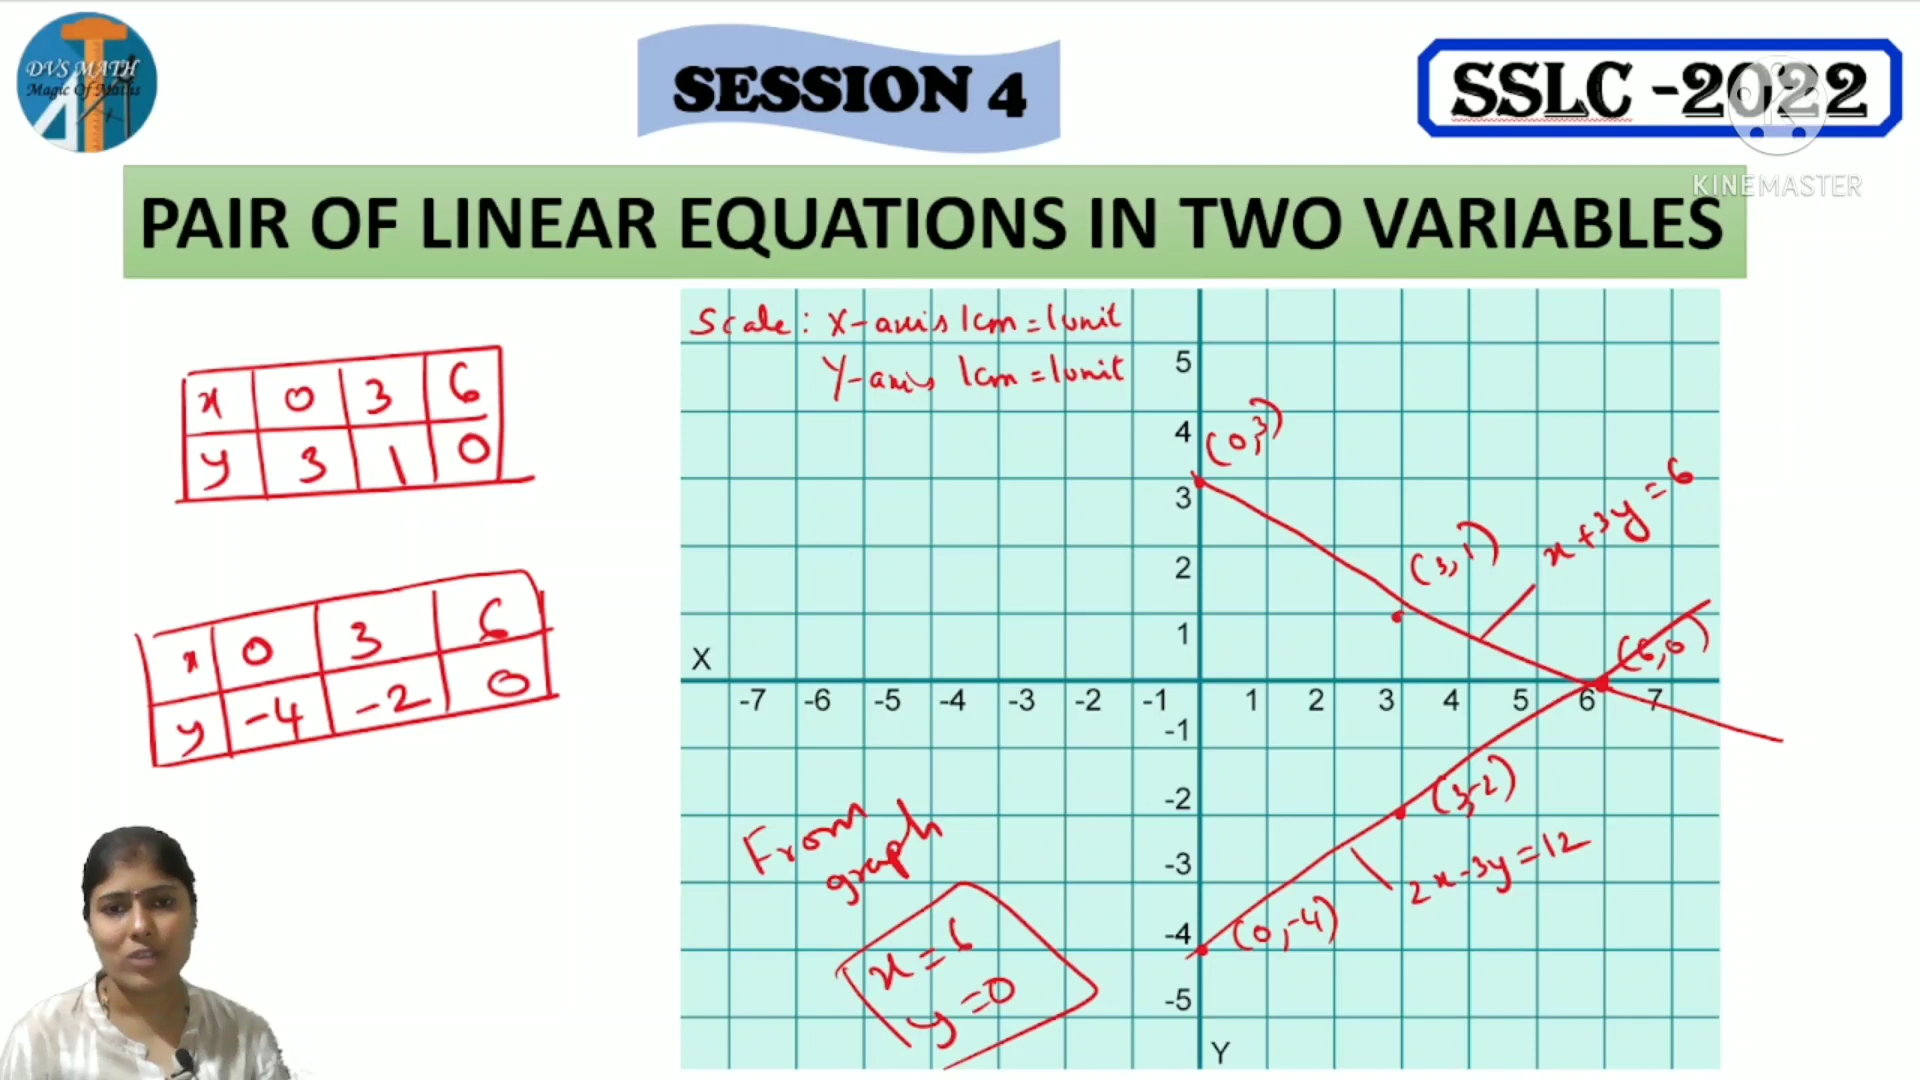 DVS MATH
Magic Of Maths
SESSION 4
SSLC -2022
KINEMASTER
PAIR OF LINEAR EQUATIONS IN TWO VARIABLES
x 0 3 6
y 3 1 0
x 0 3 6
y -4 -2 0
Scale: X-axis 1cm = 1unit
Y-axis 1cm = 1unit
5
4
(0,3)
3
x+3y=6
(3,1)
2
1
(6,0)
X
-7 -6 -5 -4 -3 -2 -1 1 2 3 4 5 6 7
-1
-2
(3,-2)
-3
2x-3y=12
-4
(0,-4)
-5
Y
From
graph
x=6
y=0